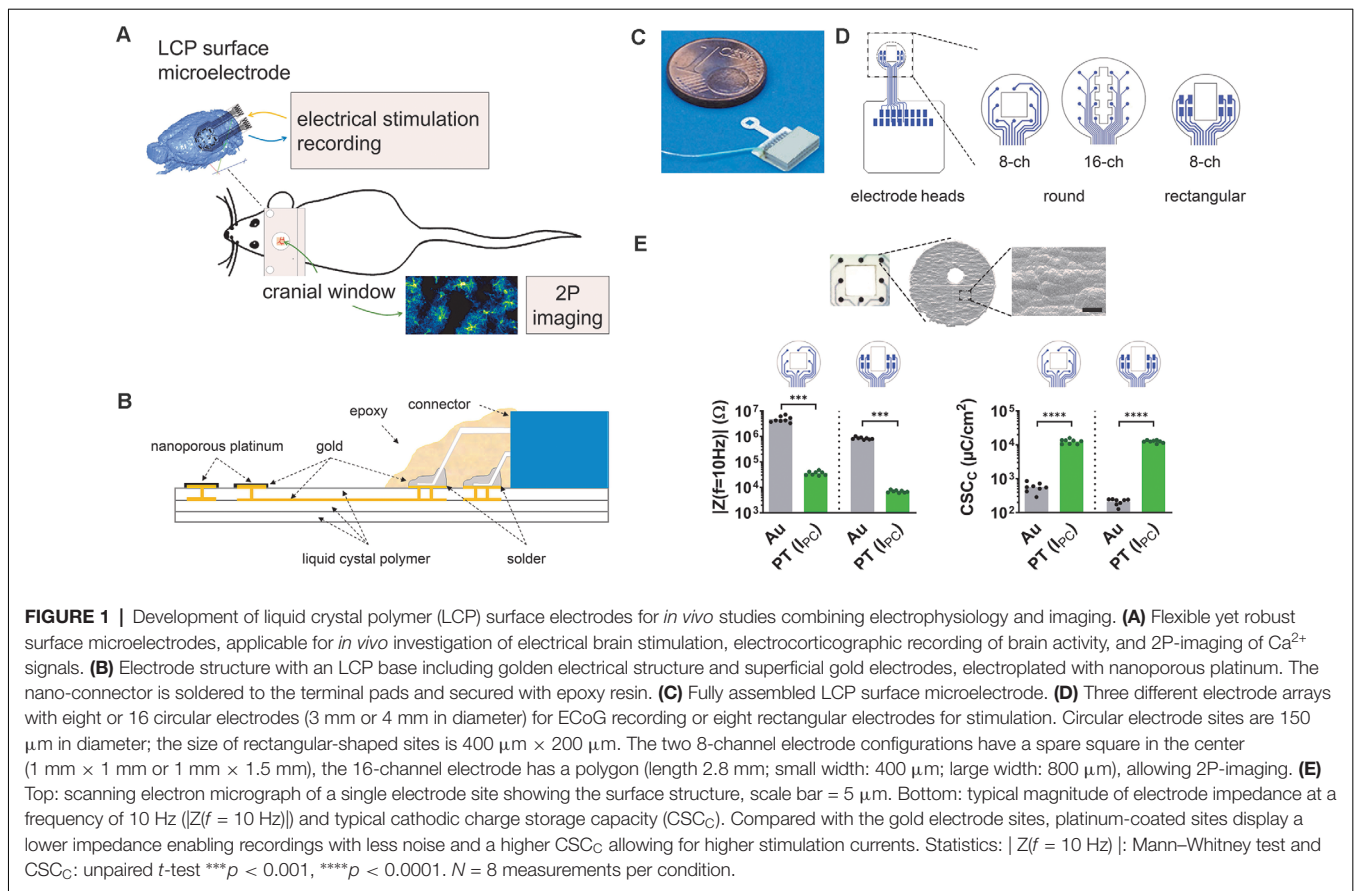 A
LCP surface
microelectrode
electrical stimulation
recording
cranial window
2P
imaging
B
connector
epoxy
nanoporous platinum
gold
liquid cystal polymer
solder
C
1
CENT
D
8-ch
16-ch
8-ch
electrode heads
round
rectangular
E
|Z(f=10Hz)| (Ω)
10⁷
10⁶
10⁵
10⁴
10³
***
***
Au
PT (I_PC)
Au
PT (I_PC)
CSC_C (µC/cm²)
10⁵
10⁴
10³
10²
****
****
Au
PT (I_PC)
Au
PT (I_PC)
FIGURE 1 | Development of liquid crystal polymer (LCP) surface electrodes for in vivo studies combining electrophysiology and imaging. (A) Flexible yet robust
surface microelectrodes, applicable for in vivo investigation of electrical brain stimulation, electrocorticographic recording of brain activity, and 2P-imaging of Ca²⁺
signals. (B) Electrode structure with an LCP base including golden electrical structure and superficial gold electrodes, electroplated with nanoporous platinum. The
nano-connector is soldered to the terminal pads and secured with epoxy resin. (C) Fully assembled LCP surface microelectrode. (D) Three different electrode arrays
with eight or 16 circular electrodes (3 mm or 4 mm in diameter) for ECoG recording or eight rectangular electrodes for stimulation. Circular electrode sites are 150
µm in diameter; the size of rectangular-shaped sites is 400 µm × 200 µm. The two 8-channel electrode configurations have a spare square in the center
(1 mm × 1 mm or 1 mm × 1.5 mm), the 16-channel electrode has a polygon (length 2.8 mm; small width: 400 µm; large width: 800 µm), allowing 2P-imaging. (E)
Top: scanning electron micrograph of a single electrode site showing the surface structure, scale bar = 5 µm. Bottom: typical magnitude of electrode impedance at a
frequency of 10 Hz (|Z(f = 10 Hz)|) and typical cathodic charge storage capacity (CSC_C). Compared with the gold electrode sites, platinum-coated sites display a
lower impedance enabling recordings with less noise and a higher CSC_C allowing for higher stimulation currents. Statistics: | Z(f = 10 Hz) |: Mann–Whitney test and
CSC_C: unpaired t-test ***p < 0.001, ****p < 0.0001. N = 8 measurements per condition.